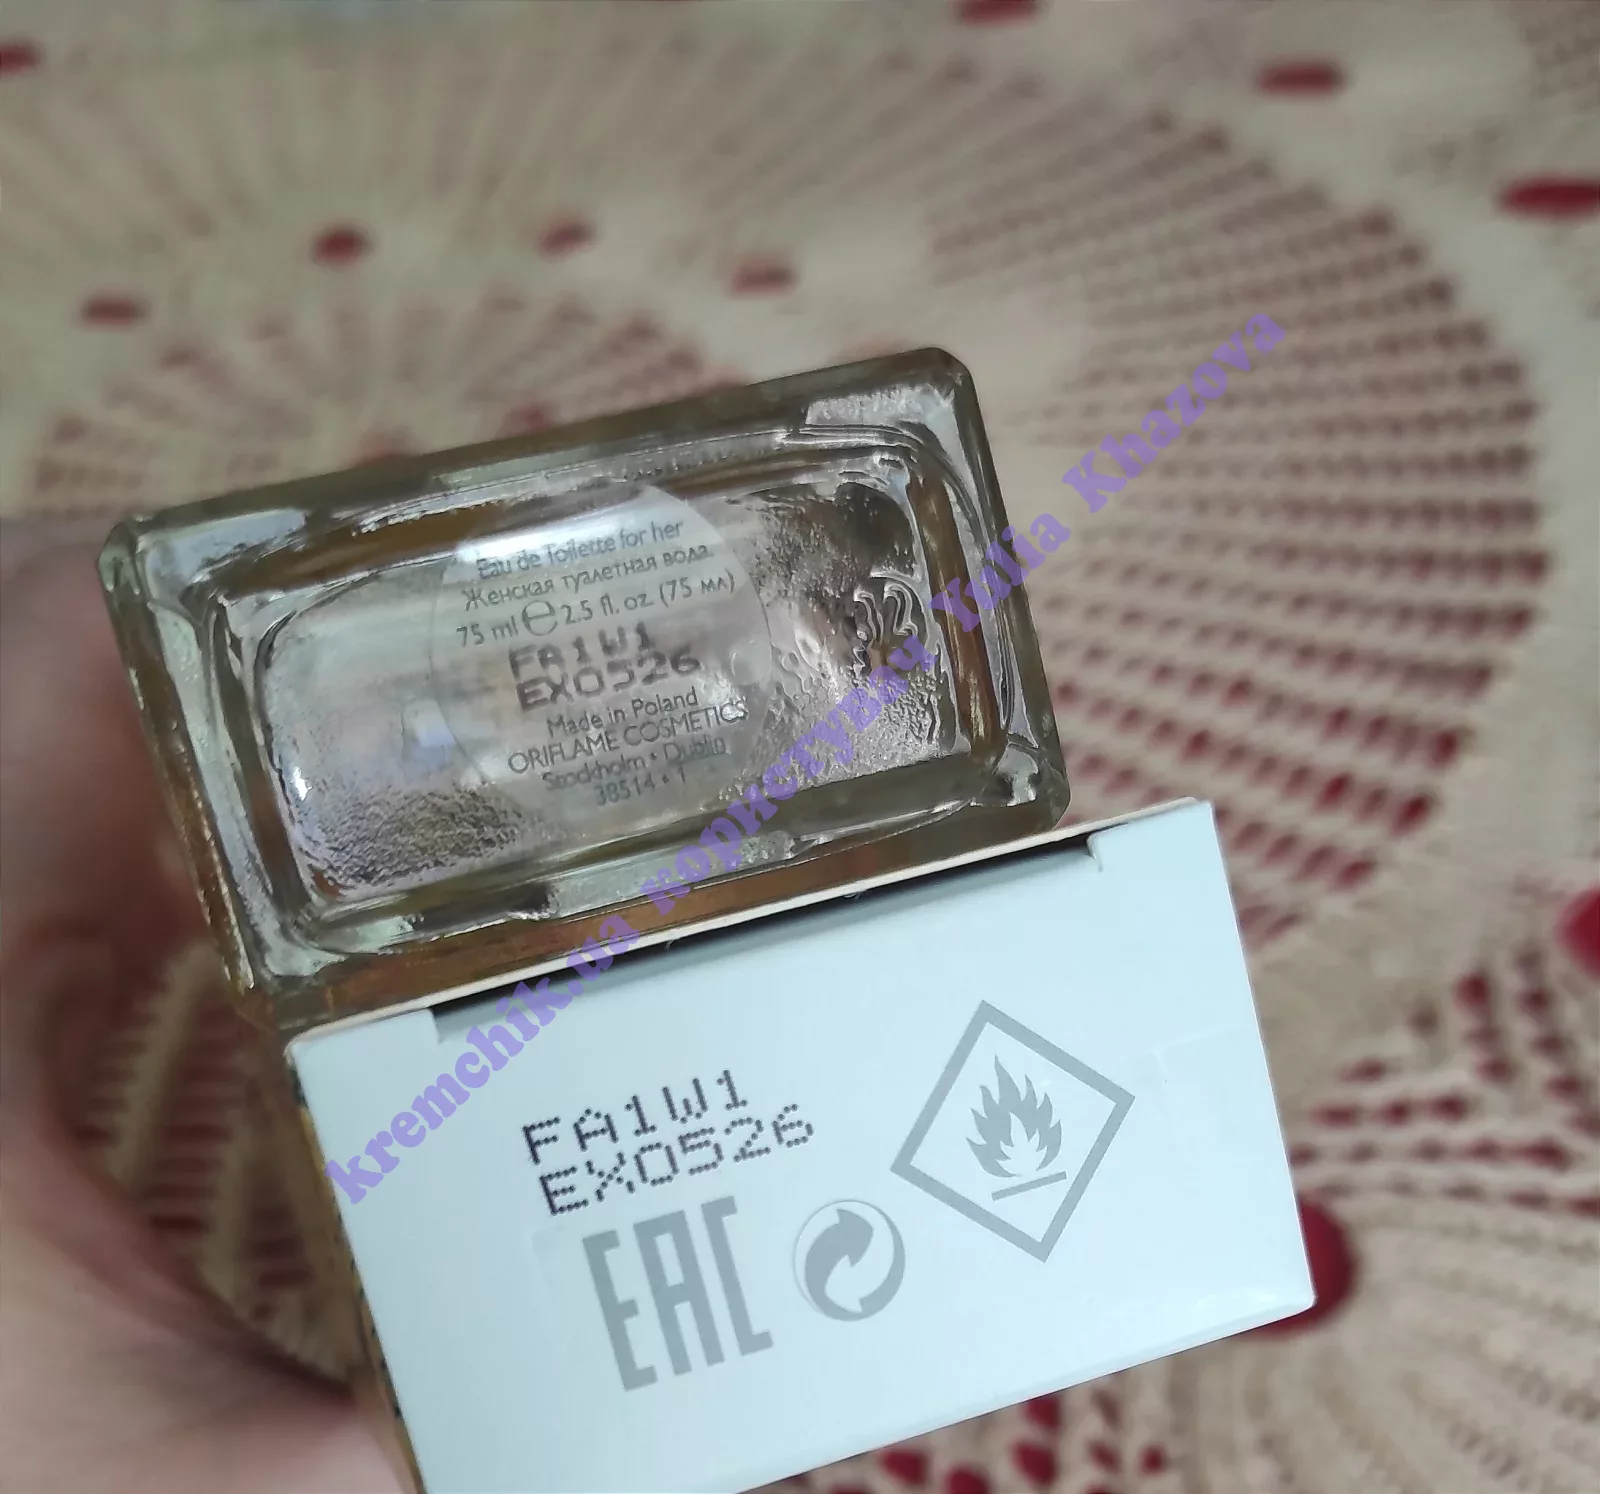 Eau de Toilette for her
Женская туалетная вода.
75 ml ℮ 2.5 fl. oz (75 мл)
FA1W1
EX0526
Made in Poland
ORIFLAME COSMETICS
Stockholm • Dublin
38514 • 1
FA1W1
EX0526
EAC
kremchik.ua користувач Yulia Khazova